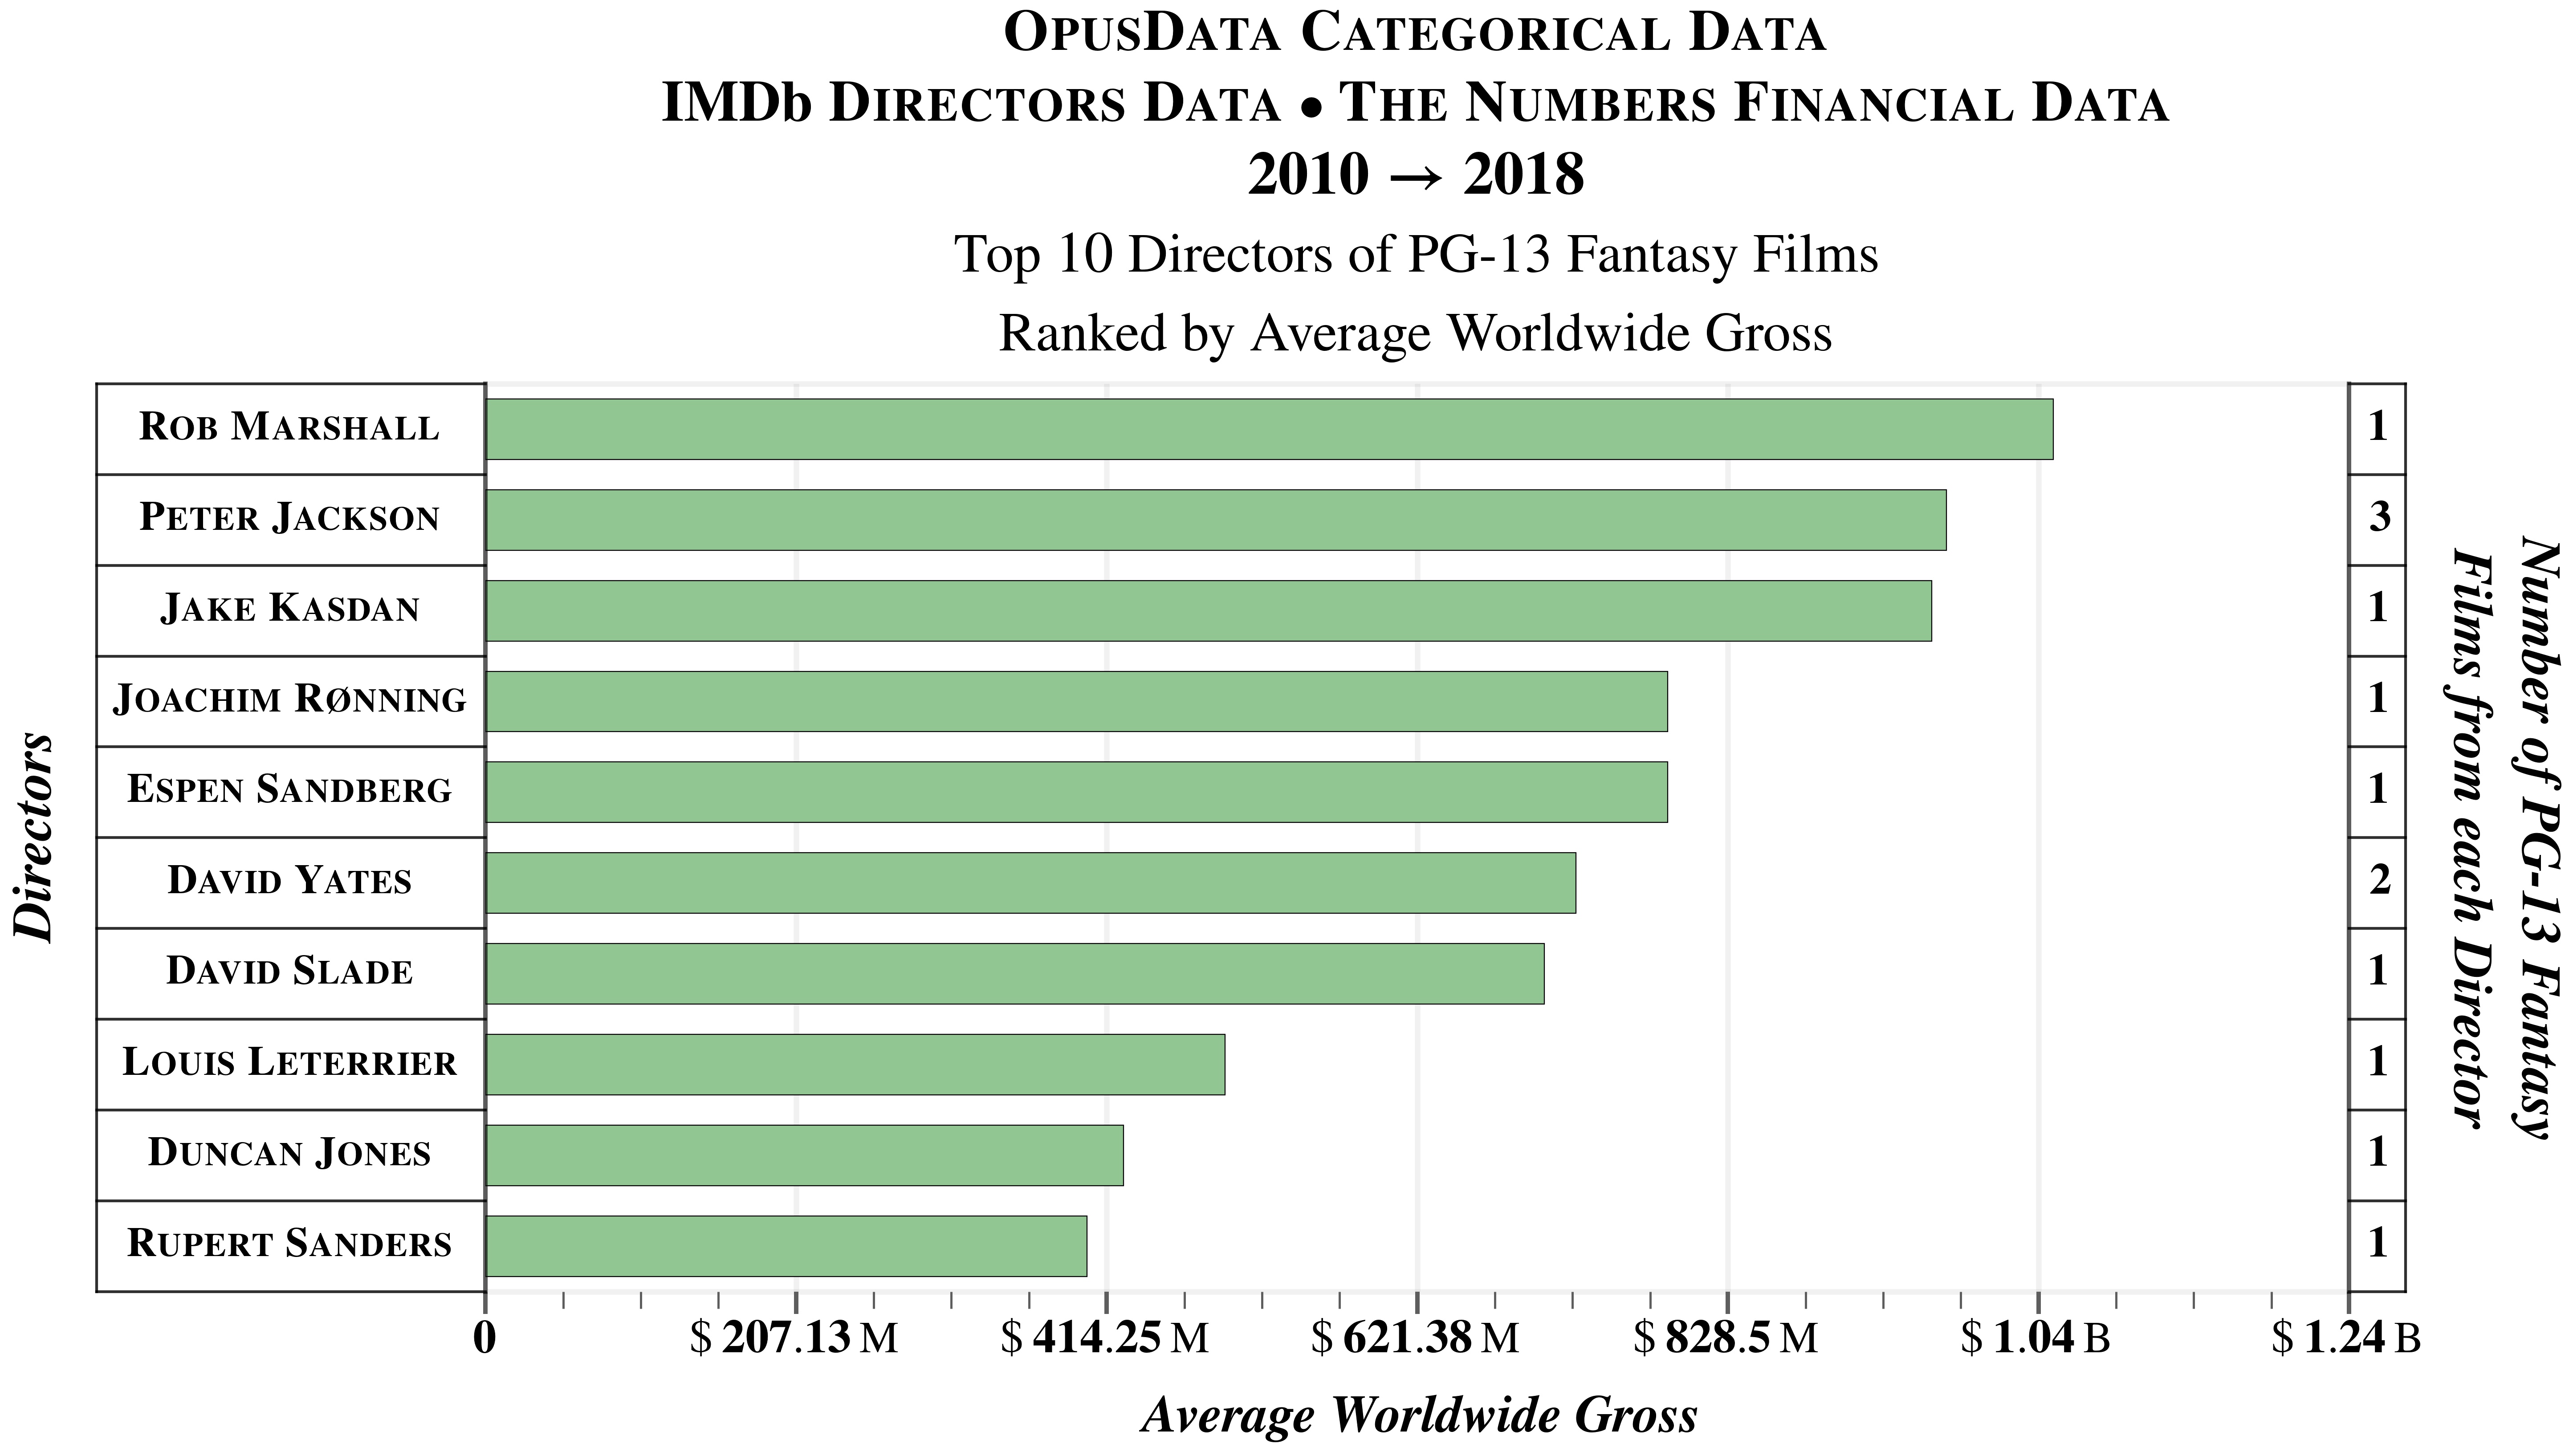 OpusData Categorical Data
IMDb Directors Data • The Numbers Financial Data
2010 → 2018
Top 10 Directors of PG-13 Fantasy Films
Ranked by Average Worldwide Gross
Directors
Rob Marshall 1
Peter Jackson 3
Jake Kasdan 1
Joachim Rønning 1
Espen Sandberg 1
David Yates 2
David Slade 1
Louis Leterrier 1
Duncan Jones 1
Rupert Sanders 1
Number of PG-13 Fantasy
Films from each Director
0 $ 207.13 M $ 414.25 M $ 621.38 M $ 828.5 M $ 1.04 B $ 1.24 B
Average Worldwide Gross